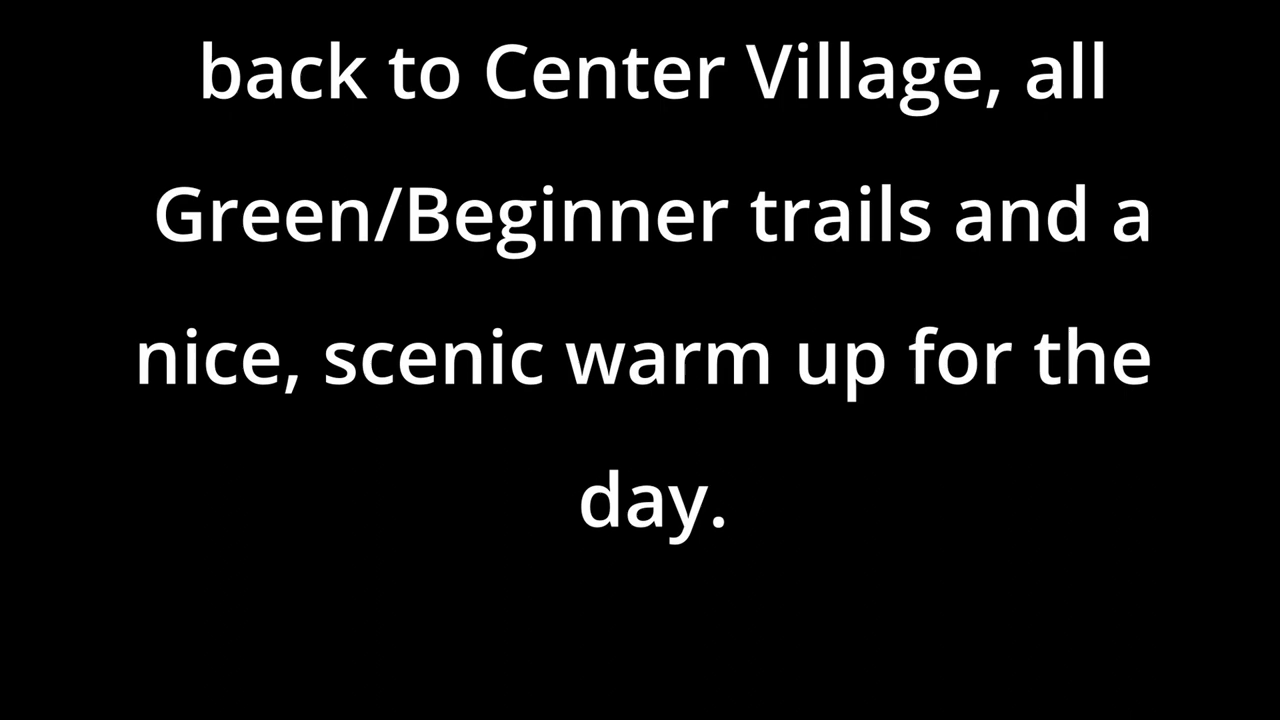 back to Center Village, all
Green/Beginner trails and a
nice, scenic warm up for the
day.